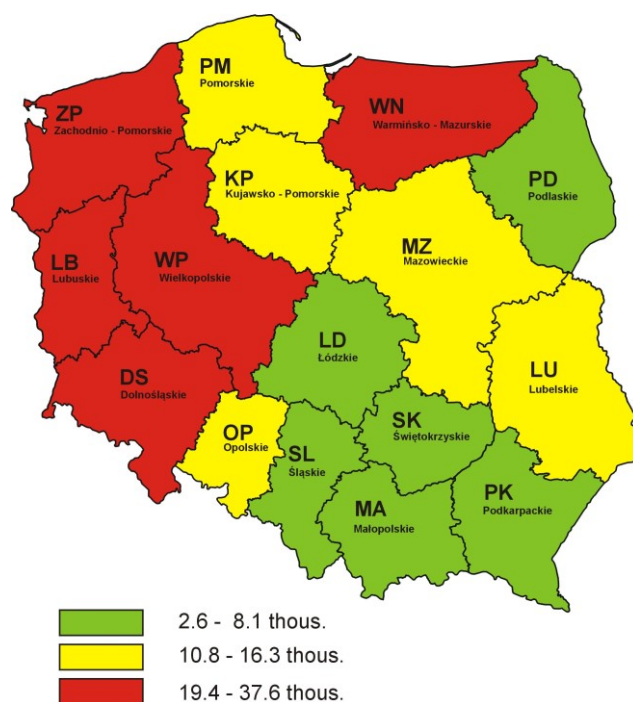 PM
Pomorskie
ZP
Zachodnio - Pomorskie
WN
Warmińsko - Mazurskie
KP
Kujawsko - Pomorskie
PD
Podlaskie
LB
Lubuskie
WP
Wielkopolskie
MZ
Mazowieckie
LD
Łódzkie
DS
Dolnośląskie
LU
Lubelskie
OP
Opolskie
SK
Świętokrzyskie
SL
Śląskie
MA
Małopolskie
PK
Podkarpackie
2.6 - 8.1 thous.
10.8 - 16.3 thous.
19.4 - 37.6 thous.